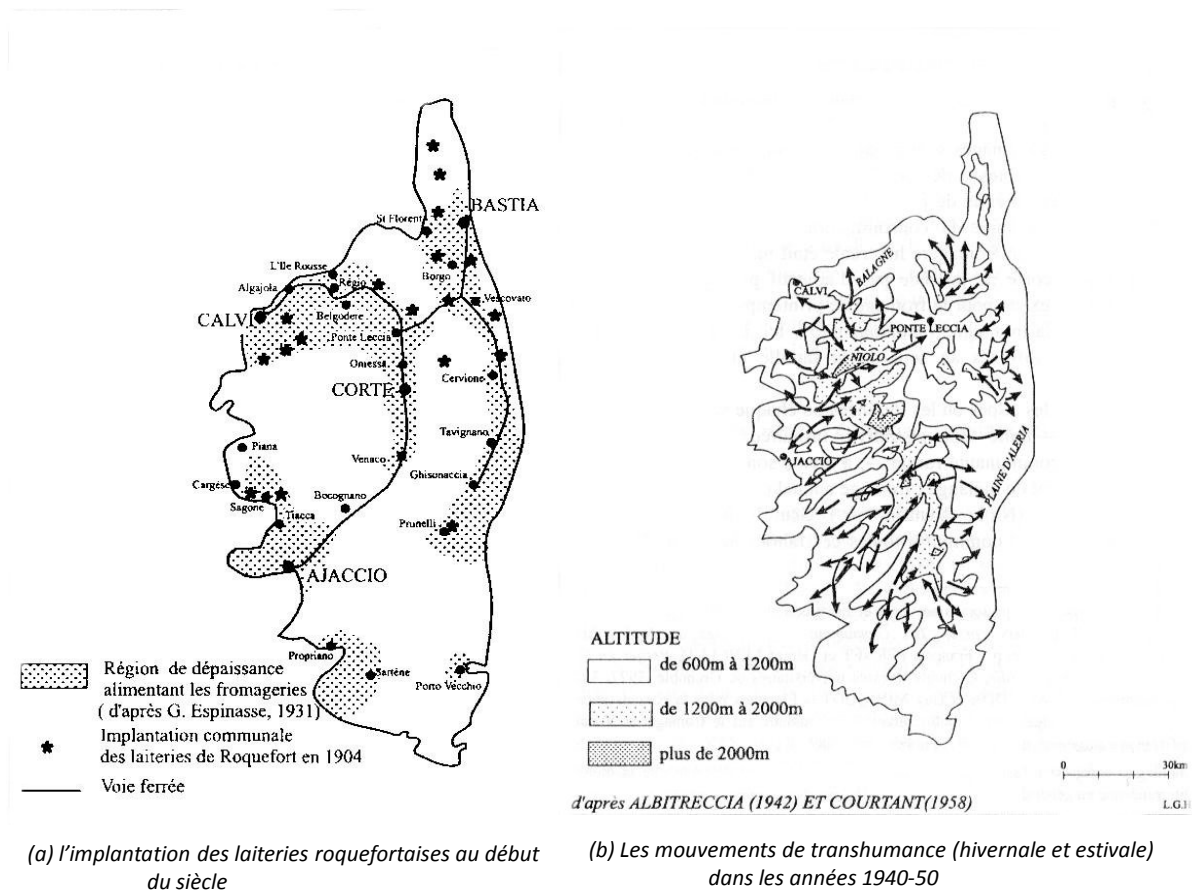 BASTIA
St Florent
L'Ile Rousse
Algajola
Régio
Borgo
CALVI
Belgodere
Vescovato
Ponte Leccia
Omessa
CORTE
Cervione
Piana
Tavignano
Venaco
Cargèse
Ghisonaccia
Sagone
Bocognano
Tiacca
Prunelli
AJACCIO
Propriano
Sartène
Porto Vecchio
Région de dépaissance
alimentant les fromageries
( d'après G. Espinasse, 1931)
Implantation communale
des laiteries de Roquefort en 1904
Voie ferrée
(a) l’implantation des laiteries roquefortaises au début
du siècle
BALAGNE
CALVI
PONTE LECCIA
NIOLO
AJACCIO
PLAINE D'ALERIA
ALTITUDE
de 600m à 1200m
de 1200m à 2000m
plus de 2000m
0 30km
d'après ALBITRECCIA (1942) ET COURTANT(1958)
L.G.H
(b) Les mouvements de transhumance (hivernale et estivale)
dans les années 1940-50